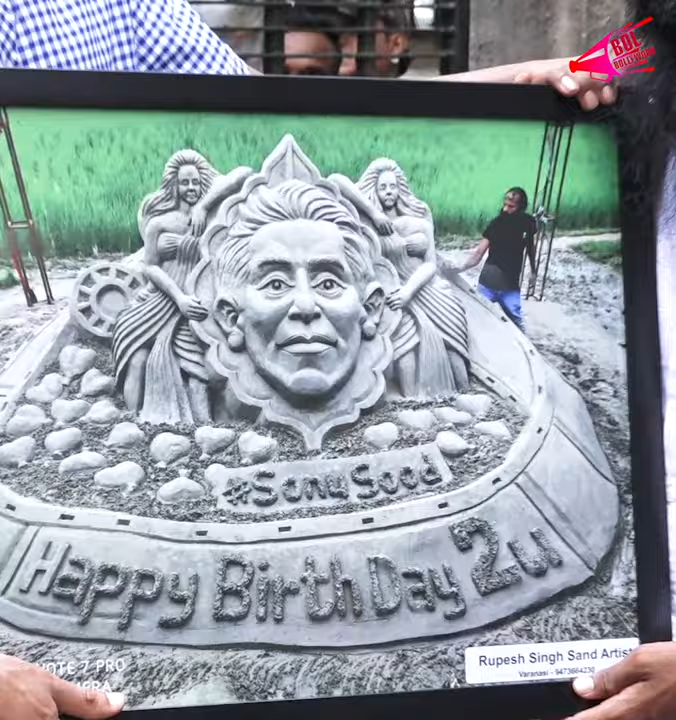 BOL
BOLLYWOOD
#SonuSood
Happy BirthDay 2u
Rupesh Singh Sand Artist
Varanasi - 9473664230
NOTE 7 PRO